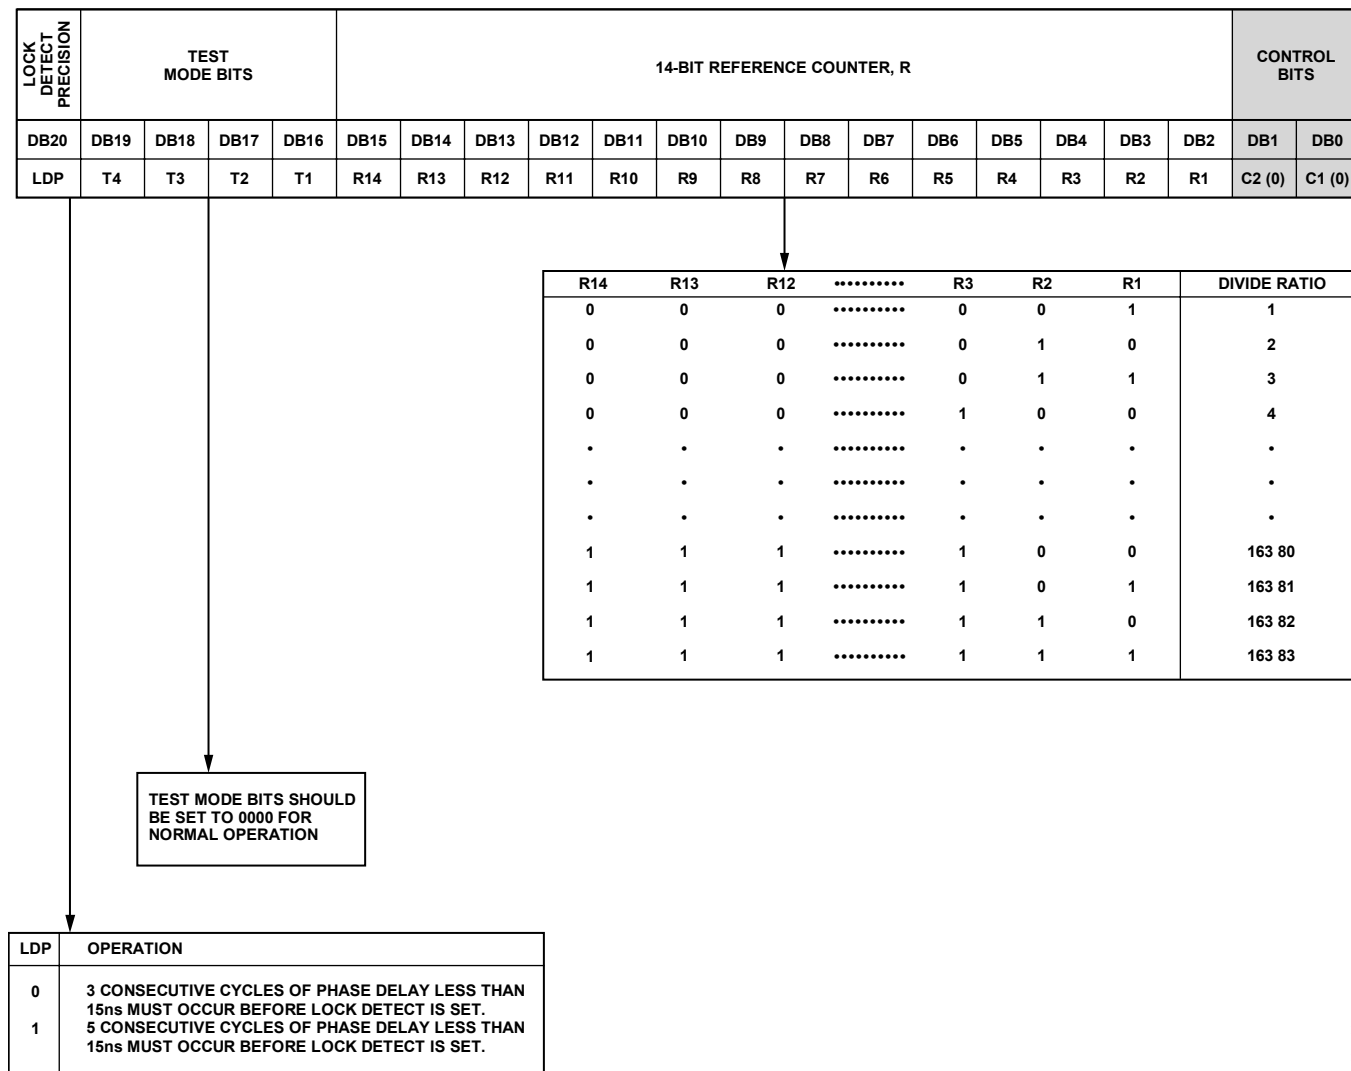 LOCK
DETECT
PRECISION
TEST
MODE BITS
14-BIT REFERENCE COUNTER, R
CONTROL
BITS
DB20 DB19 DB18 DB17 DB16 DB15 DB14 DB13 DB12 DB11 DB10 DB9 DB8 DB7 DB6 DB5 DB4 DB3 DB2 DB1 DB0
LDP T4 T3 T2 T1 R14 R13 R12 R11 R10 R9 R8 R7 R6 R5 R4 R3 R2 R1 C2 (0) C1 (0)
R14 R13 R12 •••••••••• R3 R2 R1 DIVIDE RATIO
0 0 0 •••••••••• 0 0 1 1
0 0 0 •••••••••• 0 1 0 2
0 0 0 •••••••••• 0 1 1 3
0 0 0 •••••••••• 1 0 0 4
• • • •••••••••• • • • •
• • • •••••••••• • • • •
• • • •••••••••• • • • •
1 1 1 •••••••••• 1 0 0 163 80
1 1 1 •••••••••• 1 0 1 163 81
1 1 1 •••••••••• 1 1 0 163 82
1 1 1 •••••••••• 1 1 1 163 83
TEST MODE BITS SHOULD
BE SET TO 0000 FOR
NORMAL OPERATION
LDP OPERATION
0 3 CONSECUTIVE CYCLES OF PHASE DELAY LESS THAN
15ns MUST OCCUR BEFORE LOCK DETECT IS SET.
1 5 CONSECUTIVE CYCLES OF PHASE DELAY LESS THAN
15ns MUST OCCUR BEFORE LOCK DETECT IS SET.